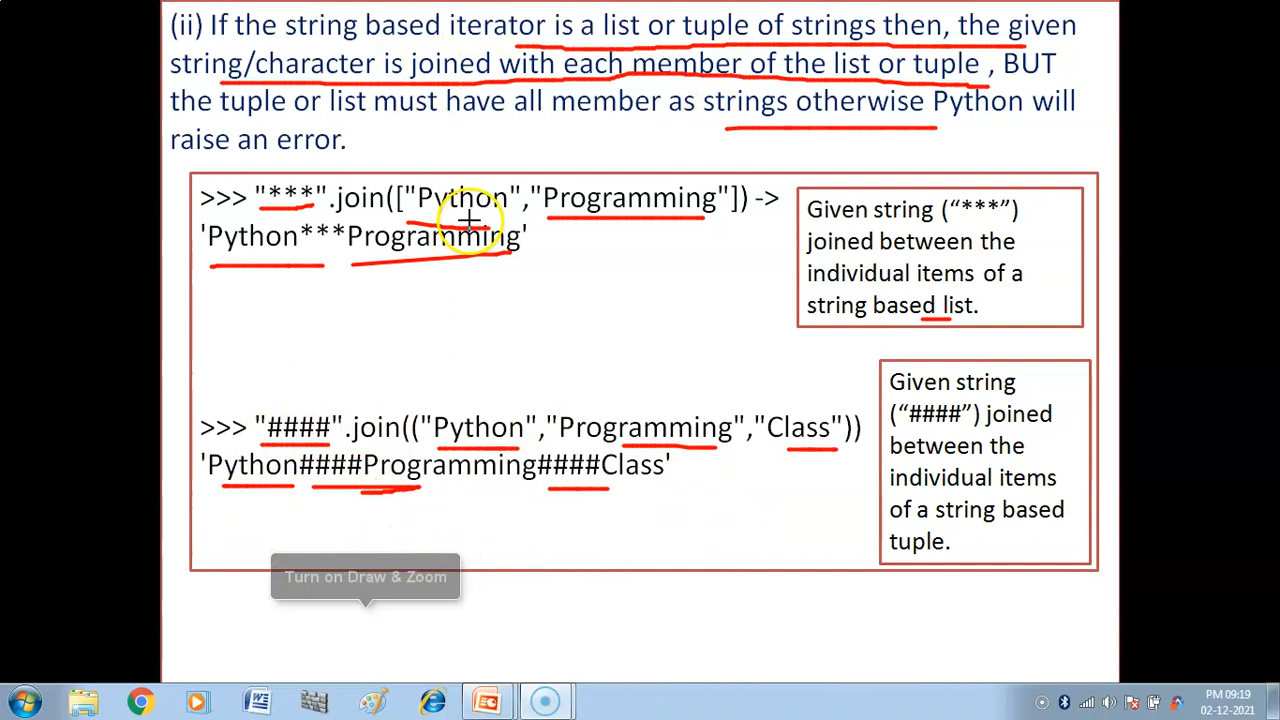 (ii) If the string based iterator is a list or tuple of strings then, the given
string/character is joined with each member of the list or tuple , BUT
the tuple or list must have all member as strings otherwise Python will
raise an error.
>>> "***".join(["Python","Programming"]) ->
'Python***Programming'
Given string (“***”)
joined between the
individual items of a
string based list.
>>> "####".join(("Python","Programming","Class"))
'Python####Programming####Class'
Given string
(“####”) joined
between the
individual items
of a string based
tuple.
Turn on Draw & Zoom
PM 09:19
02-12-2021